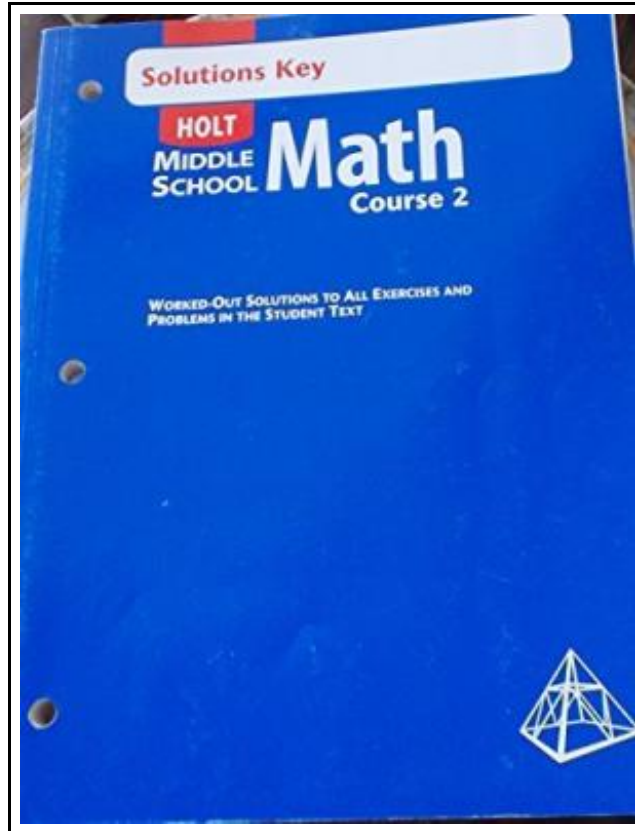 Solutions Key
HOLT
MIDDLE
SCHOOL Math
Course 2
WORKED-OUT SOLUTIONS TO ALL EXERCISES AND
PROBLEMS IN THE STUDENT TEXT